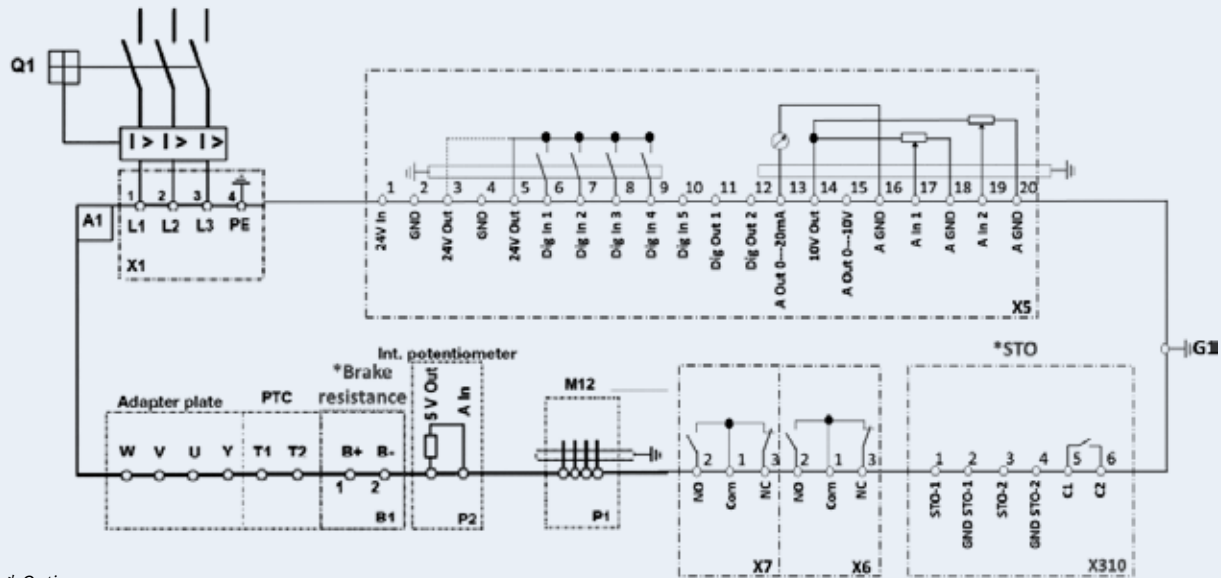 Q1
I > I > I >
1 2 3 4
A1
L1 L2 L3 PE
X1
1 2 3 4 5 6 7 8 9 10 11 12 13 14 15 16 17 18 19 20
24V In
GND
24V Out
GND
24V Out
Dig In 1
Dig In 2
Dig In 3
Dig In 4
Dig In 5
Dig Out 1
Dig Out 2
A Out 0---20mA
10V Out
A Out 0---10V
A GND
A In 1
A GND
A In 2
A GND
X5
G1
*STO
Int. potentiometer
*Brake
resistance
5 V Out
A In
M12
Adapter plate
PTC
W V U Y T1 T2 B+ B-
1 2
B1
P2
P1
2 1 3 2 1 3
NO
Com
NC
NO
Com
NC
X7
X6
1 2 3 4 5 6
STO-1
GND STO-1
STO-2
GND STO-2
C1
C2
X310